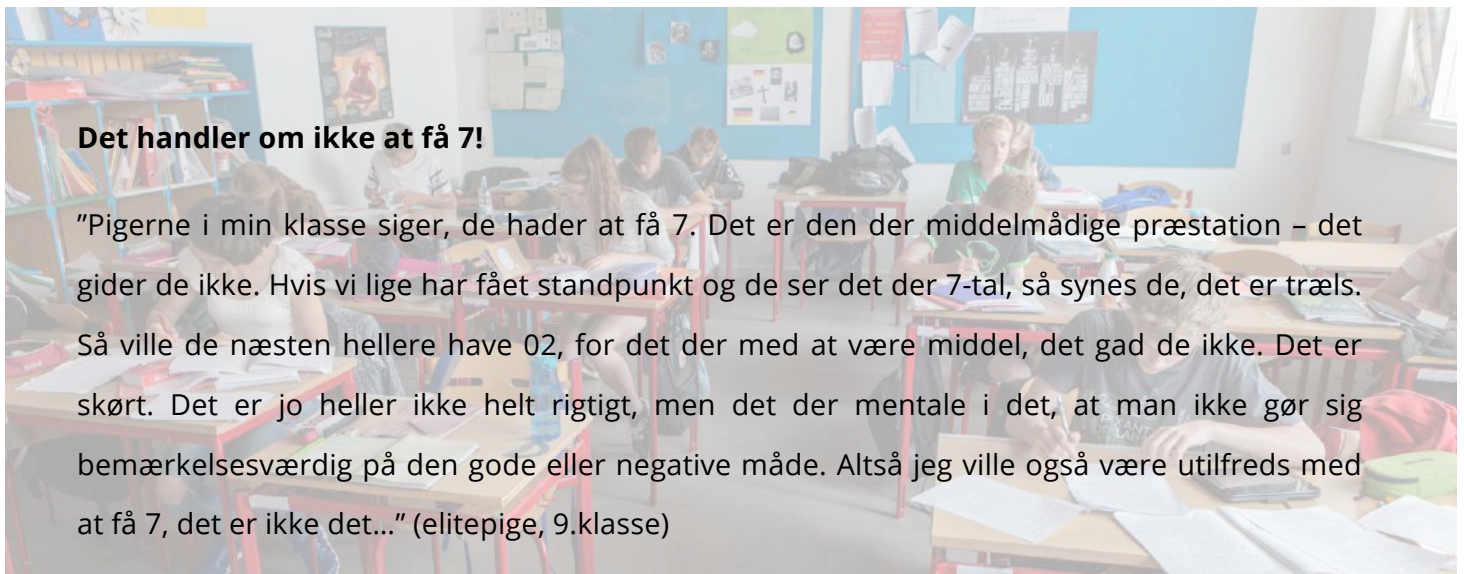 Det handler om ikke at få 7!
”Pigerne i min klasse siger, de hader at få 7. Det er den der middelmådige præstation – det
gider de ikke. Hvis vi lige har fået standpunkt og de ser det der 7-tal, så synes de, det er træls.
Så ville de næsten hellere have 02, for det der med at være middel, det gad de ikke. Det er
skørt. Det er jo heller ikke helt rigtigt, men det der mentale i det, at man ikke gør sig
bemærkelsesværdig på den gode eller negative måde. Altså jeg ville også være utilfreds med
at få 7, det er ikke det…” (elitepige, 9.klasse)